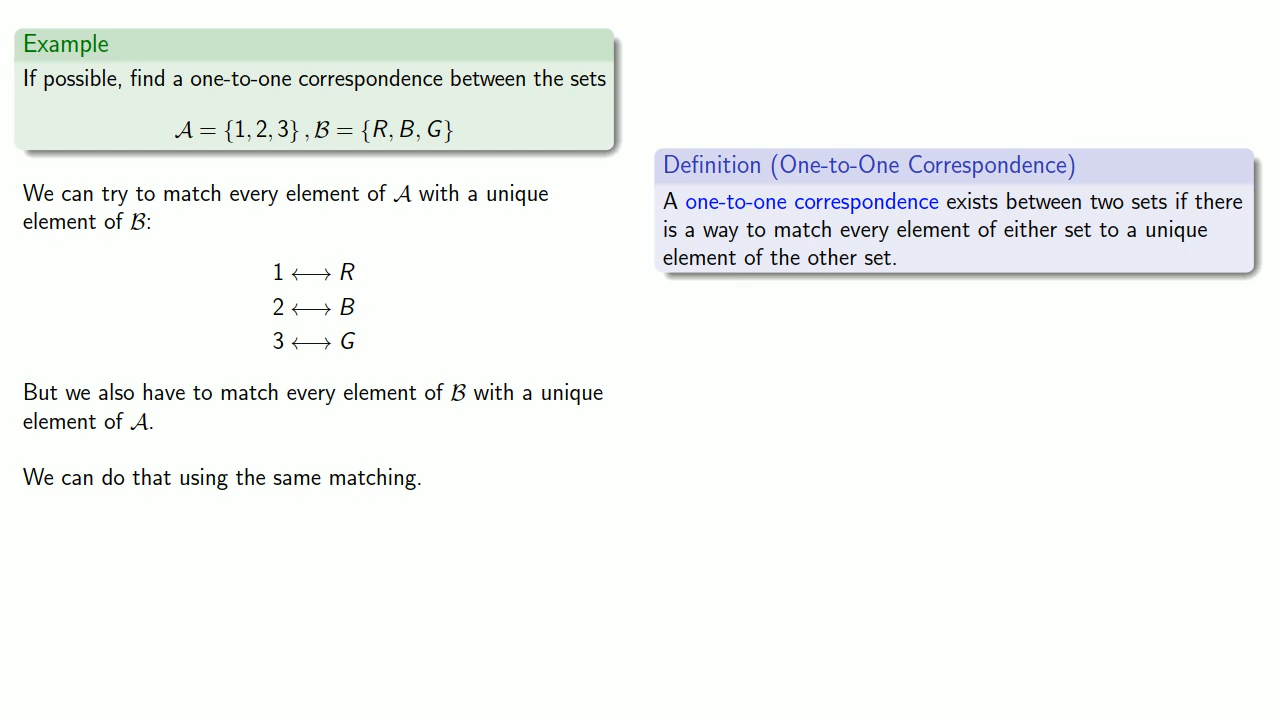 Example
If possible, find a one-to-one correspondence between the sets
𝒜 = {1, 2, 3} , ℬ = {R, B, G}
We can try to match every element of 𝒜 with a unique
element of ℬ:
1 ⟷ R
2 ⟷ B
3 ⟷ G
But we also have to match every element of ℬ with a unique
element of 𝒜.
We can do that using the same matching.
Definition (One-to-One Correspondence)
A one-to-one correspondence exists between two sets if there
is a way to match every element of either set to a unique
element of the other set.